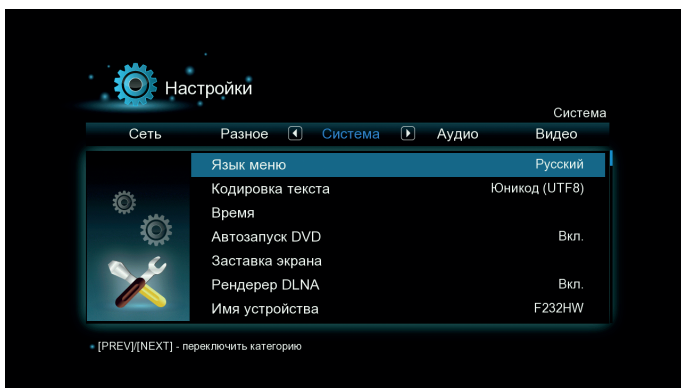 Настройки
Система
Сеть Разное Система Аудио Видео
Язык меню Русский
Кодировка текста Юникод (UTF8)
Время
Автозапуск DVD Вкл.
Заставка экрана
Рендерер DLNA Вкл.
Имя устройства F232HW
[PREV]/[NEXT] - переключить категорию